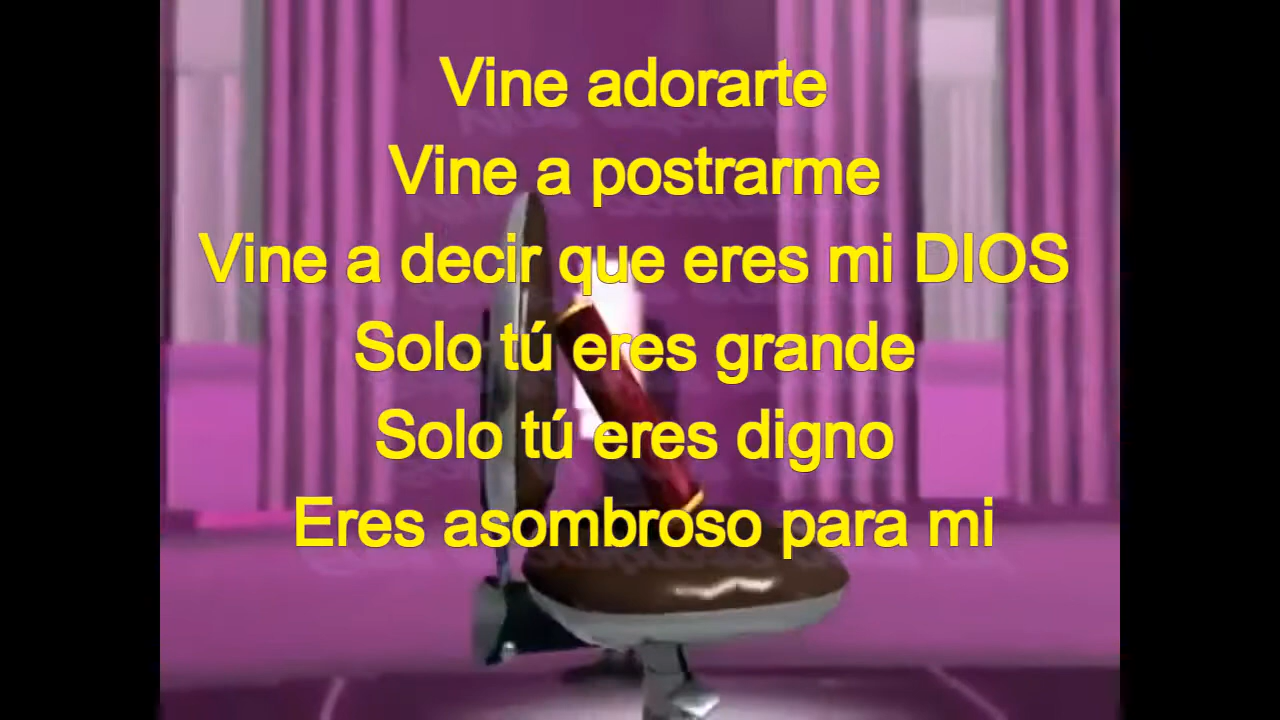 Vine adorarte
Vine a postrarme
Vine a decir que eres mi DIOS
Solo tú eres grande
Solo tú eres digno
Eres asombroso para mi